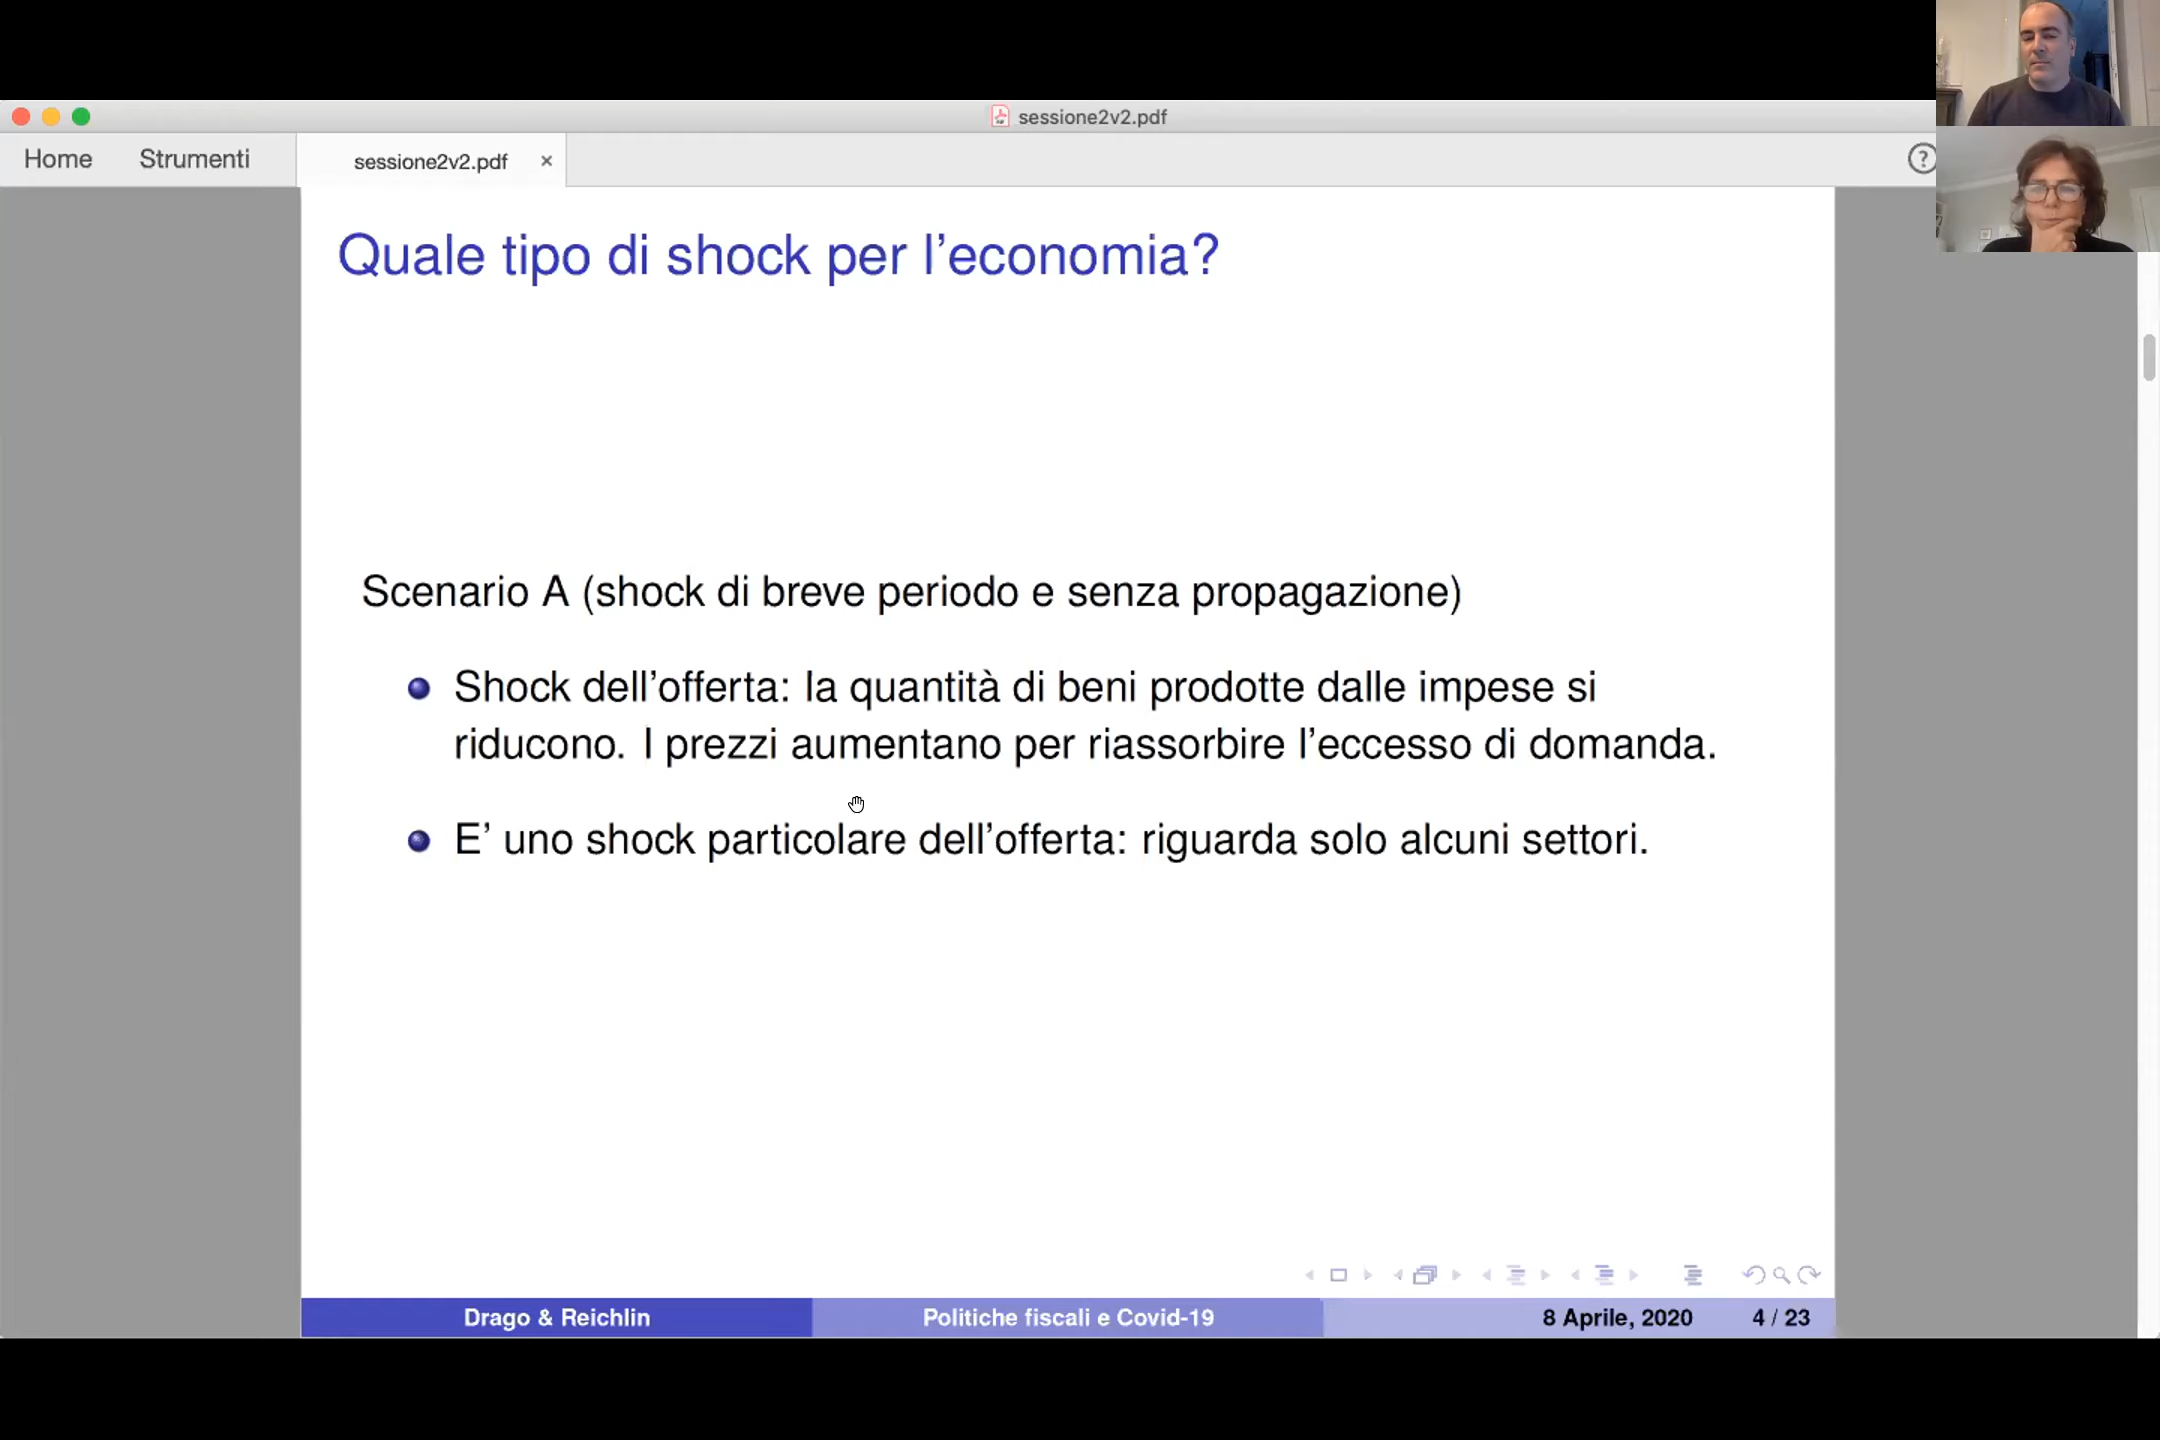 sessione2v2.pdf
Home Strumenti sessione2v2.pdf × ?
Quale tipo di shock per l'economia?
Scenario A (shock di breve periodo e senza propagazione)
Shock dell'offerta: la quantità di beni prodotte dalle impese si
riducono. I prezzi aumentano per riassorbire l'eccesso di domanda.
E' uno shock particolare dell'offerta: riguarda solo alcuni settori.
Drago & Reichlin Politiche fiscali e Covid-19 8 Aprile, 2020 4 / 23